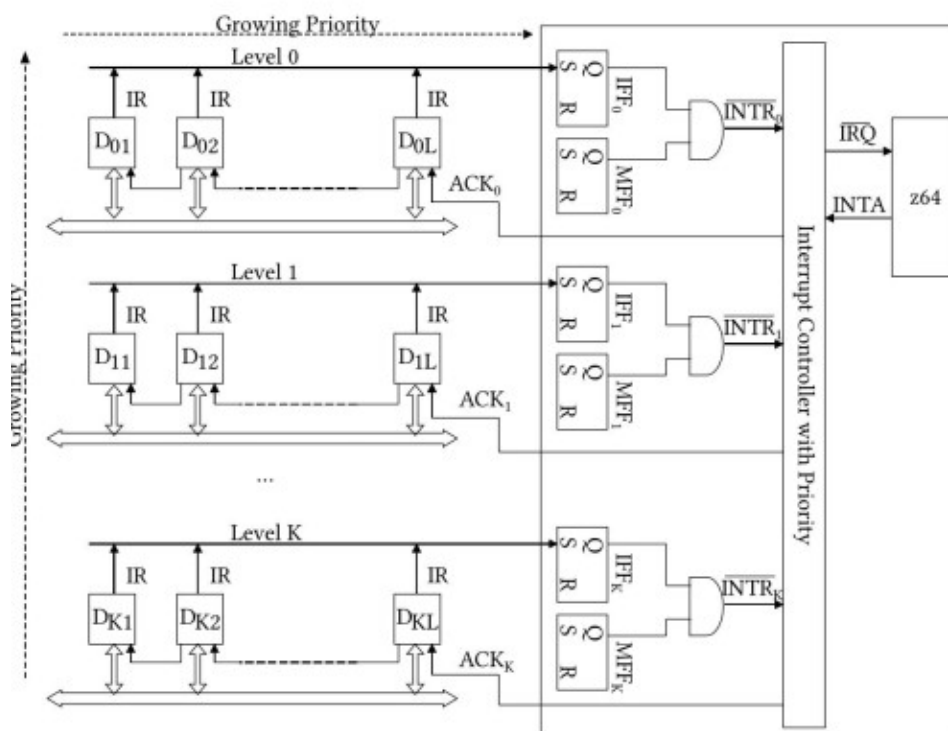 Growing Priority
Growing Priority
Level 0
IR
IR
IR
D01
D02
D0L
ACK0
S Q
R
IFF0
S Q
R
MFF0
INTR0
Level 1
IR
IR
IR
D11
D12
D1L
ACK1
S Q
R
IFF1
S Q
R
MFF1
INTR1
...
Level K
IR
IR
IR
DK1
DK2
DKL
ACKK
S Q
R
IFFK
S Q
R
MFFK
INTRK
Interrupt Controller with Priority
IRQ
INTA
z64